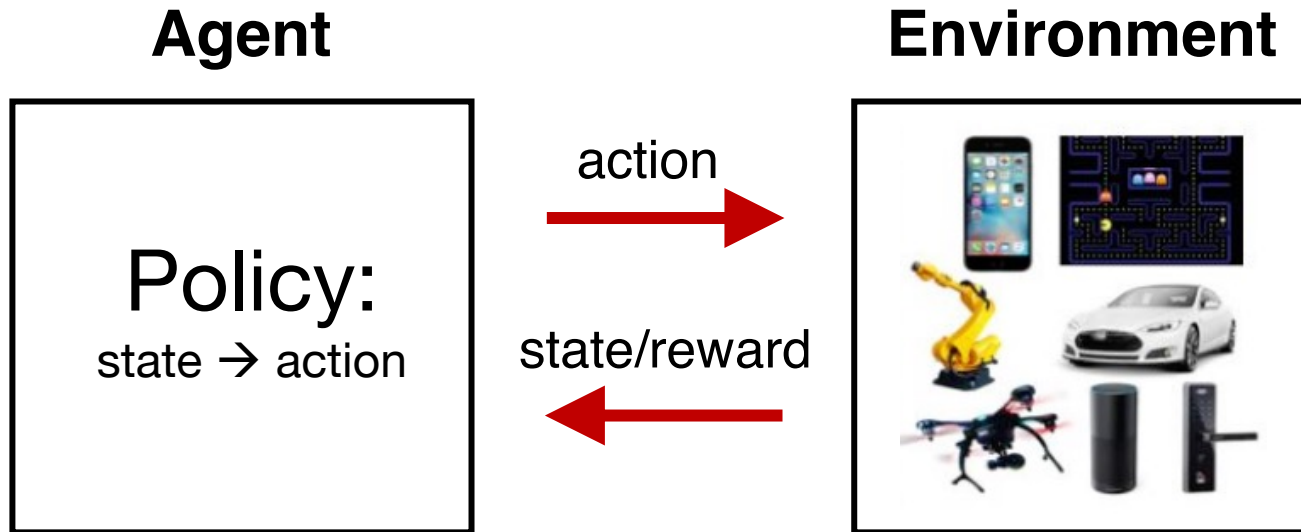 Agent
Environment
Policy:
state → action
action
state/reward